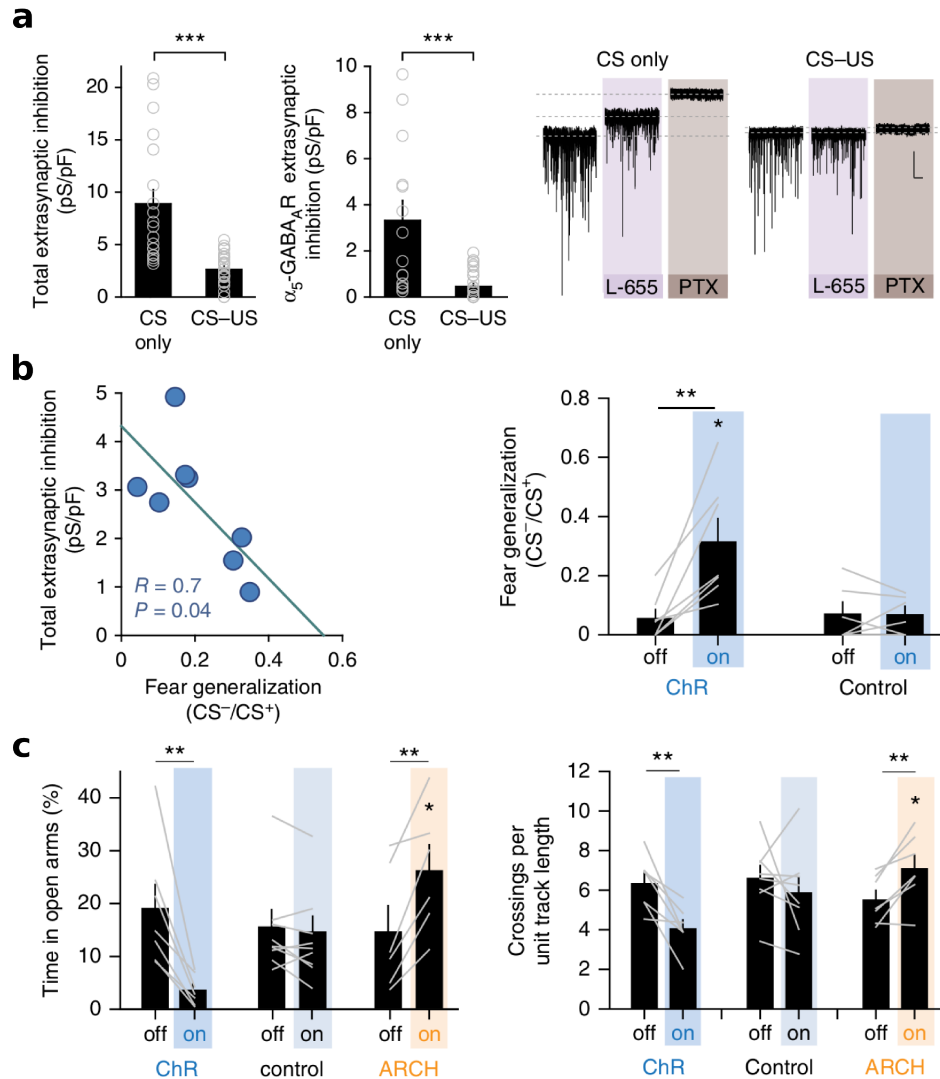 a
***
***
Total extrasynaptic inhibition
(pS/pF)
20
15
10
5
0
CS
only
CS–US
α5-GABAAR extrasynaptic
inhibition (pS/pF)
10
8
6
4
2
0
CS
only
CS–US
CS only
CS–US
L-655
PTX
L-655
PTX
b
Total extrasynaptic inhibition
(pS/pF)
5
4
3
2
1
0
R = 0.7
P = 0.04
0
0.2
0.4
0.6
Fear generalization
(CS–/CS+)
Fear generalization
(CS–/CS+)
0.8
0.6
0.4
0.2
0
**
*
off
on
off
on
ChR
Control
c
Time in open arms (%)
40
30
20
10
0
**
**
*
off
on
off
on
off
on
ChR
control
ARCH
Crossings per
unit track length
12
10
8
6
4
2
0
**
**
*
off
on
off
on
off
on
ChR
Control
ARCH